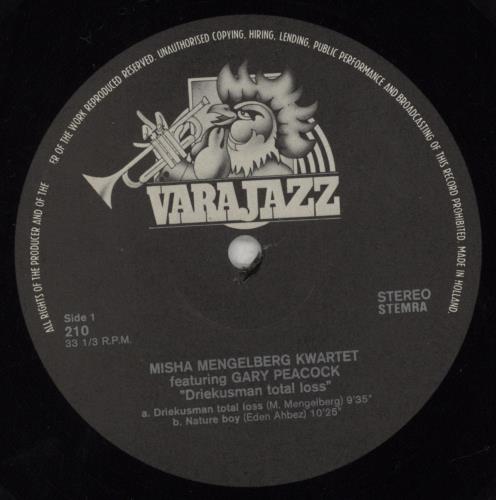 ER OF THE WORK REPRODUCED RESERVED. UNAUTHORISED COPYING, HIRING, LENDING, PUBLIC PERFORMANCE AND BROADCASTING OF THIS RECORD PROHIBITED. MADE IN HOLLAND.
ALL RIGHTS OF THE PRODUCER AND OF THE
VARAJAZZ
Side 1
210
33 1/3 R.P.M.
STEREO
STEMRA
MISHA MENGELBERG KWARTET
featuring GARY PEACOCK
"Driekusman total loss"
a. Driekusman total loss (M. Mengelberg) 9'35"
b. Nature boy (Eden Ahbez) 10'25"